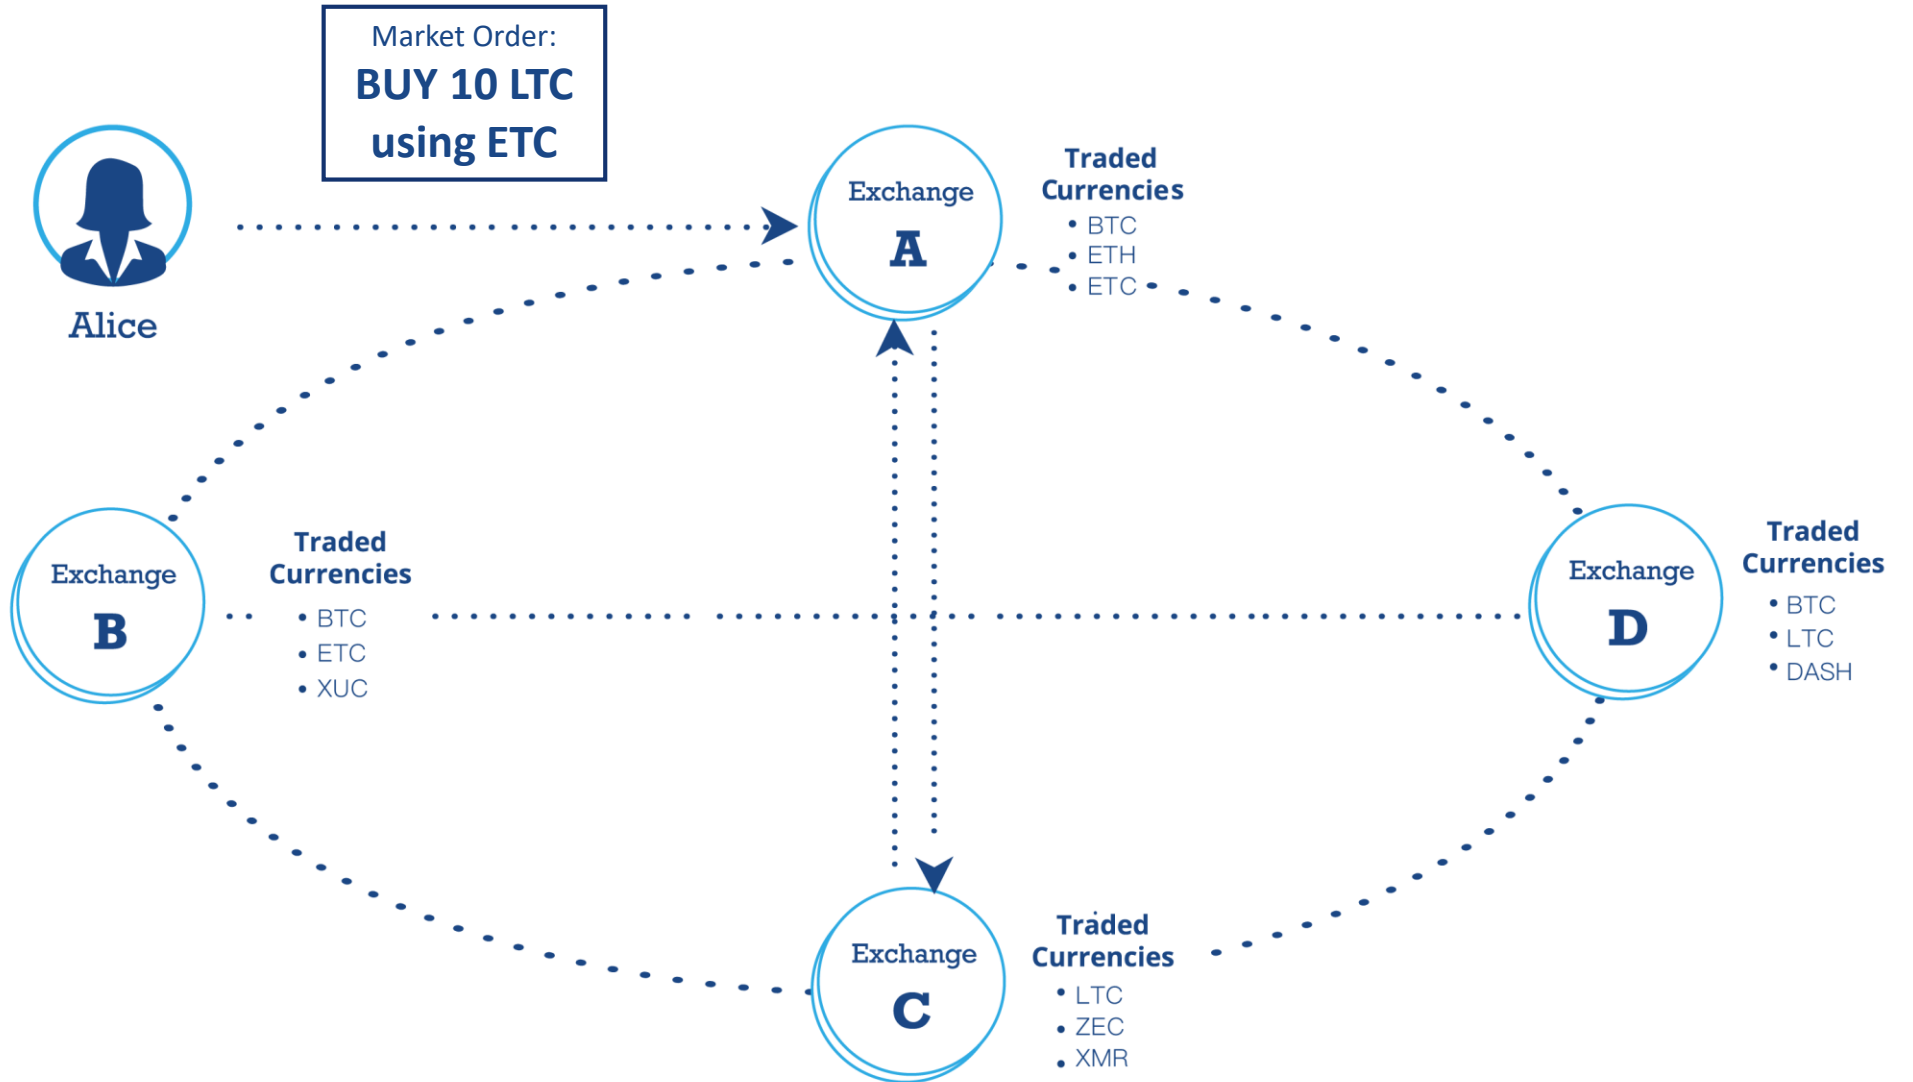 Market Order:
BUY 10 LTC
using ETC
Alice
Exchange
A
Traded
Currencies
• BTC
• ETH
• ETC
Exchange
B
Traded
Currencies
• BTC
• ETC
• XUC
Exchange
D
Traded
Currencies
• BTC
• LTC
• DASH
Exchange
C
Traded
Currencies
• LTC
• ZEC
• XMR